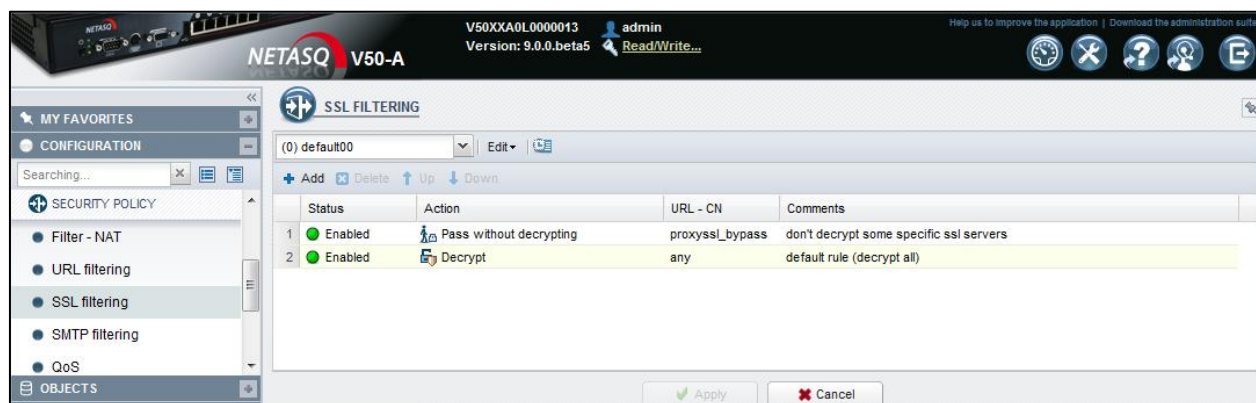 NETASQ
NETASQ V50-A
V50XXA0L0000013
Version: 9.0.0.beta5
admin
Read/Write...
Help us to improve the application | Download the administration suite
MY FAVORITES
CONFIGURATION
Searching...
SECURITY POLICY
Filter - NAT
URL filtering
SSL filtering
SMTP filtering
QoS
OBJECTS
SSL FILTERING
(0) default00 Edit
Add Delete Up Down
Status Action URL - CN Comments
1 Enabled Pass without decrypting proxyssl_bypass don't decrypt some specific ssl servers
2 Enabled Decrypt any default rule (decrypt all)
Apply Cancel